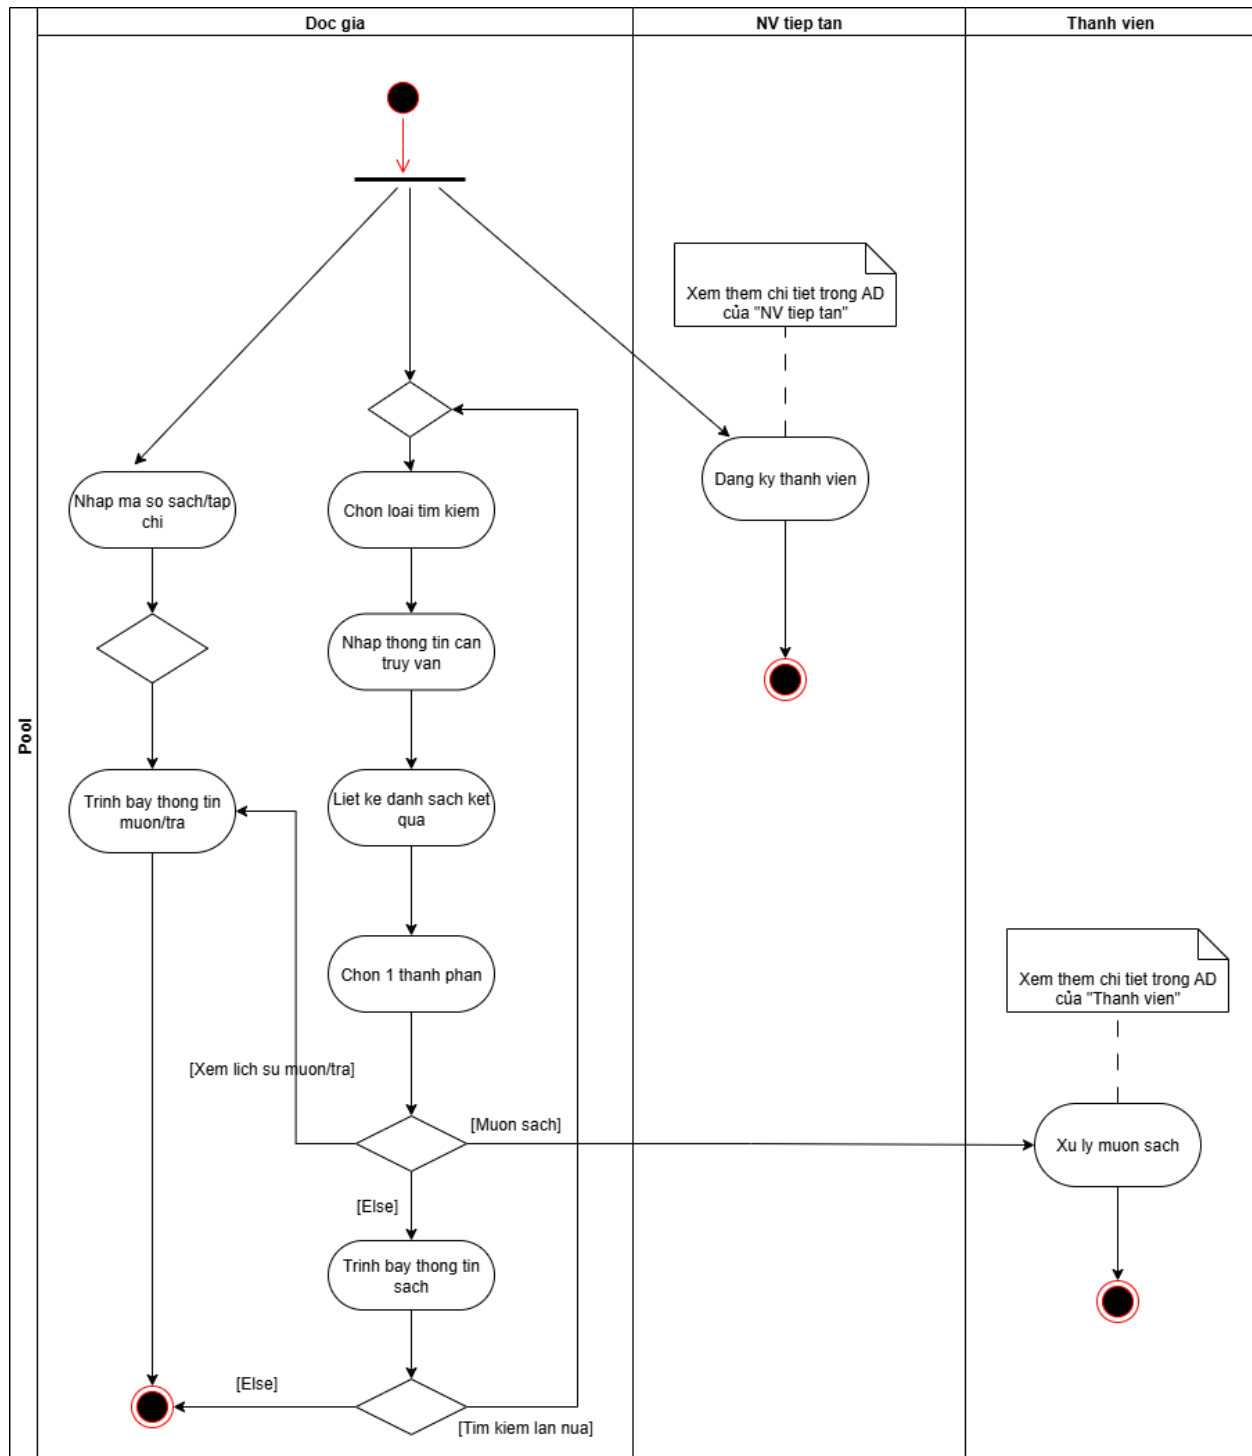 Doc gia
NV tiep tan
Thanh vien
Pool
Xem them chi tiet trong AD
của "NV tiep tan"
Nhap ma so sach/tap
chi
Chon loai tim kiem
Dang ky thanh vien
Nhap thong tin can
truy van
Trinh bay thong tin
muon/tra
Liet ke danh sach ket
qua
Chon 1 thanh phan
Xem them chi tiet trong AD
của "Thanh vien"
[Xem lich su muon/tra]
[Muon sach]
Xu ly muon sach
[Else]
Trinh bay thong tin
sach
[Else]
[Tim kiem lan nua]